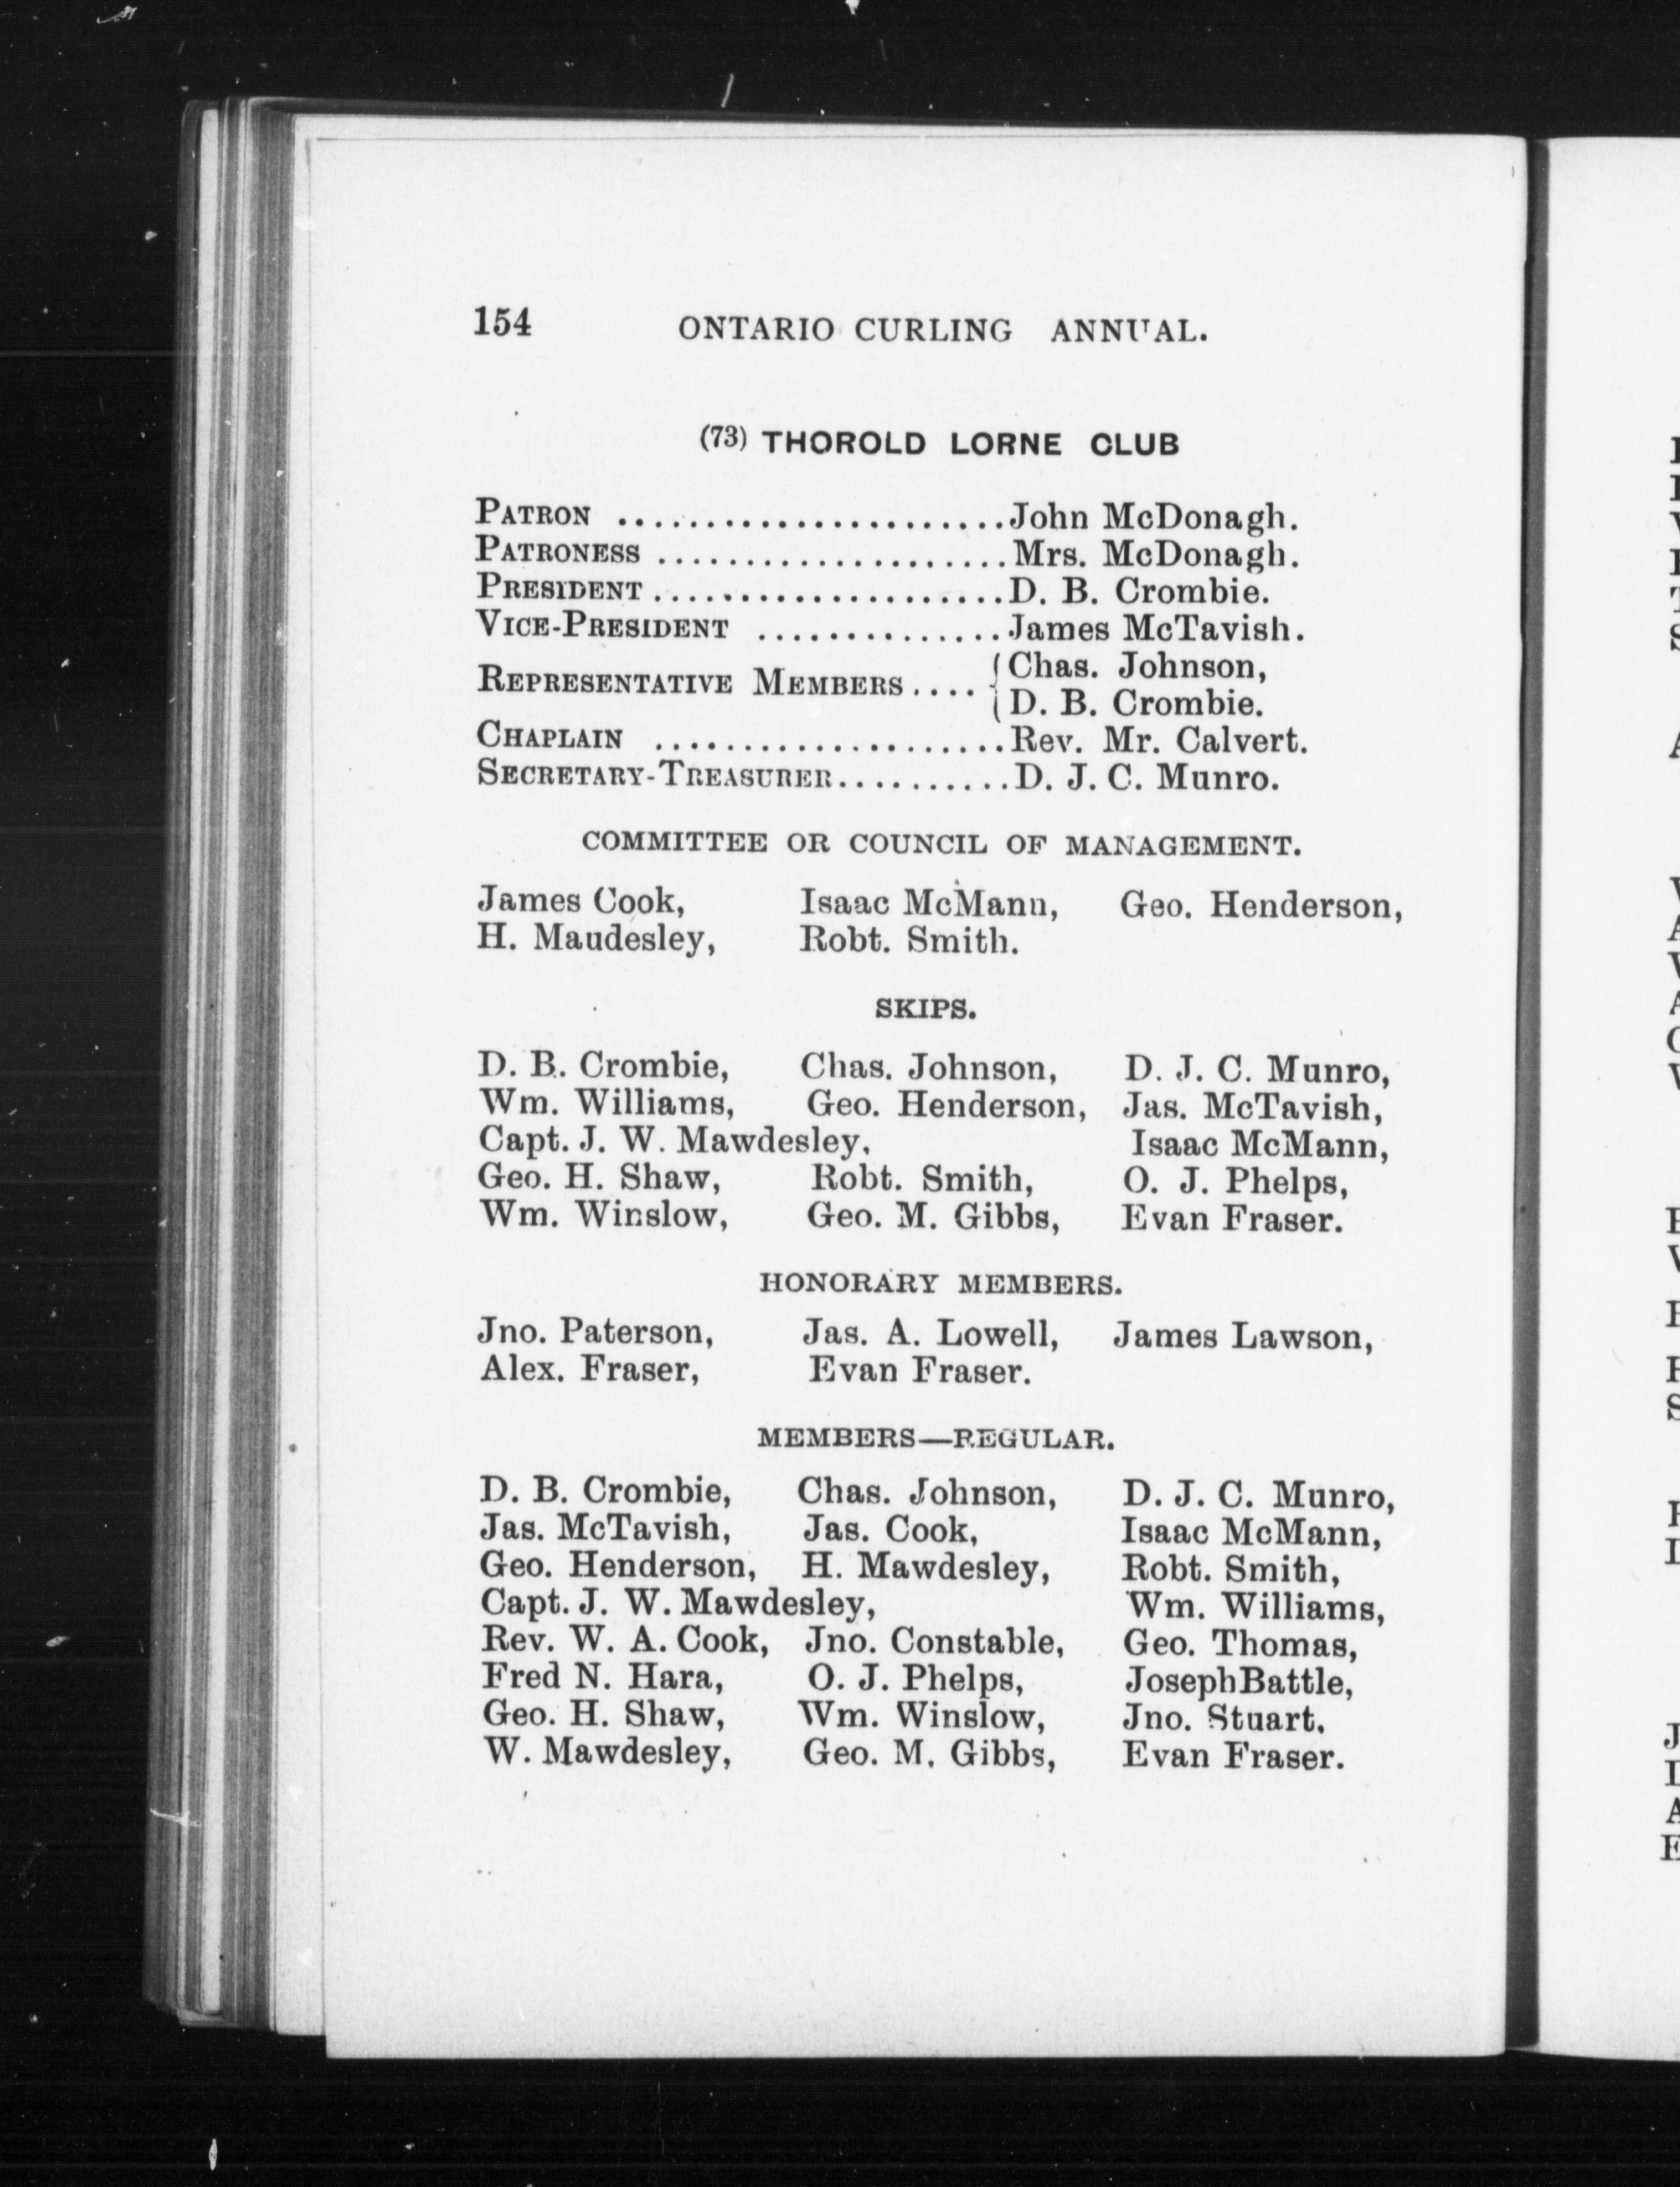 154 ONTARIO CURLING ANNUAL.
(73) THOROLD LORNE CLUB
PATRON ......................John McDonagh.
PATRONESS ....................Mrs. McDonagh.
PRESIDENT....................D. B. Crombie.
VICE-PRESIDENT ..............James McTavish.
REPRESENTATIVE MEMBERS.... { Chas. Johnson,
D. B. Crombie.
CHAPLAIN ....................Rev. Mr. Calvert.
SECRETARY-TREASURER..........D. J. C. Munro.
COMMITTEE OR COUNCIL OF MANAGEMENT.
James Cook, Isaac McMann, Geo. Henderson,
H. Maudesley, Robt. Smith.
SKIPS.
D. B. Crombie, Chas. Johnson, D. J. C. Munro,
Wm. Williams, Geo. Henderson, Jas. McTavish,
Capt. J. W. Mawdesley, Isaac McMann,
Geo. H. Shaw, Robt. Smith, O. J. Phelps,
Wm. Winslow, Geo. M. Gibbs, Evan Fraser.
HONORARY MEMBERS.
Jno. Paterson, Jas. A. Lowell, James Lawson,
Alex. Fraser, Evan Fraser.
MEMBERS—REGULAR.
D. B. Crombie, Chas. Johnson, D. J. C. Munro,
Jas. McTavish, Jas. Cook, Isaac McMann,
Geo. Henderson, H. Mawdesley, Robt. Smith,
Capt. J. W. Mawdesley, Wm. Williams,
Rev. W. A. Cook, Jno. Constable, Geo. Thomas,
Fred N. Hara, O. J. Phelps, JosephBattle,
Geo. H. Shaw, Wm. Winslow, Jno. Stuart.
W. Mawdesley, Geo. M. Gibbs, Evan Fraser.